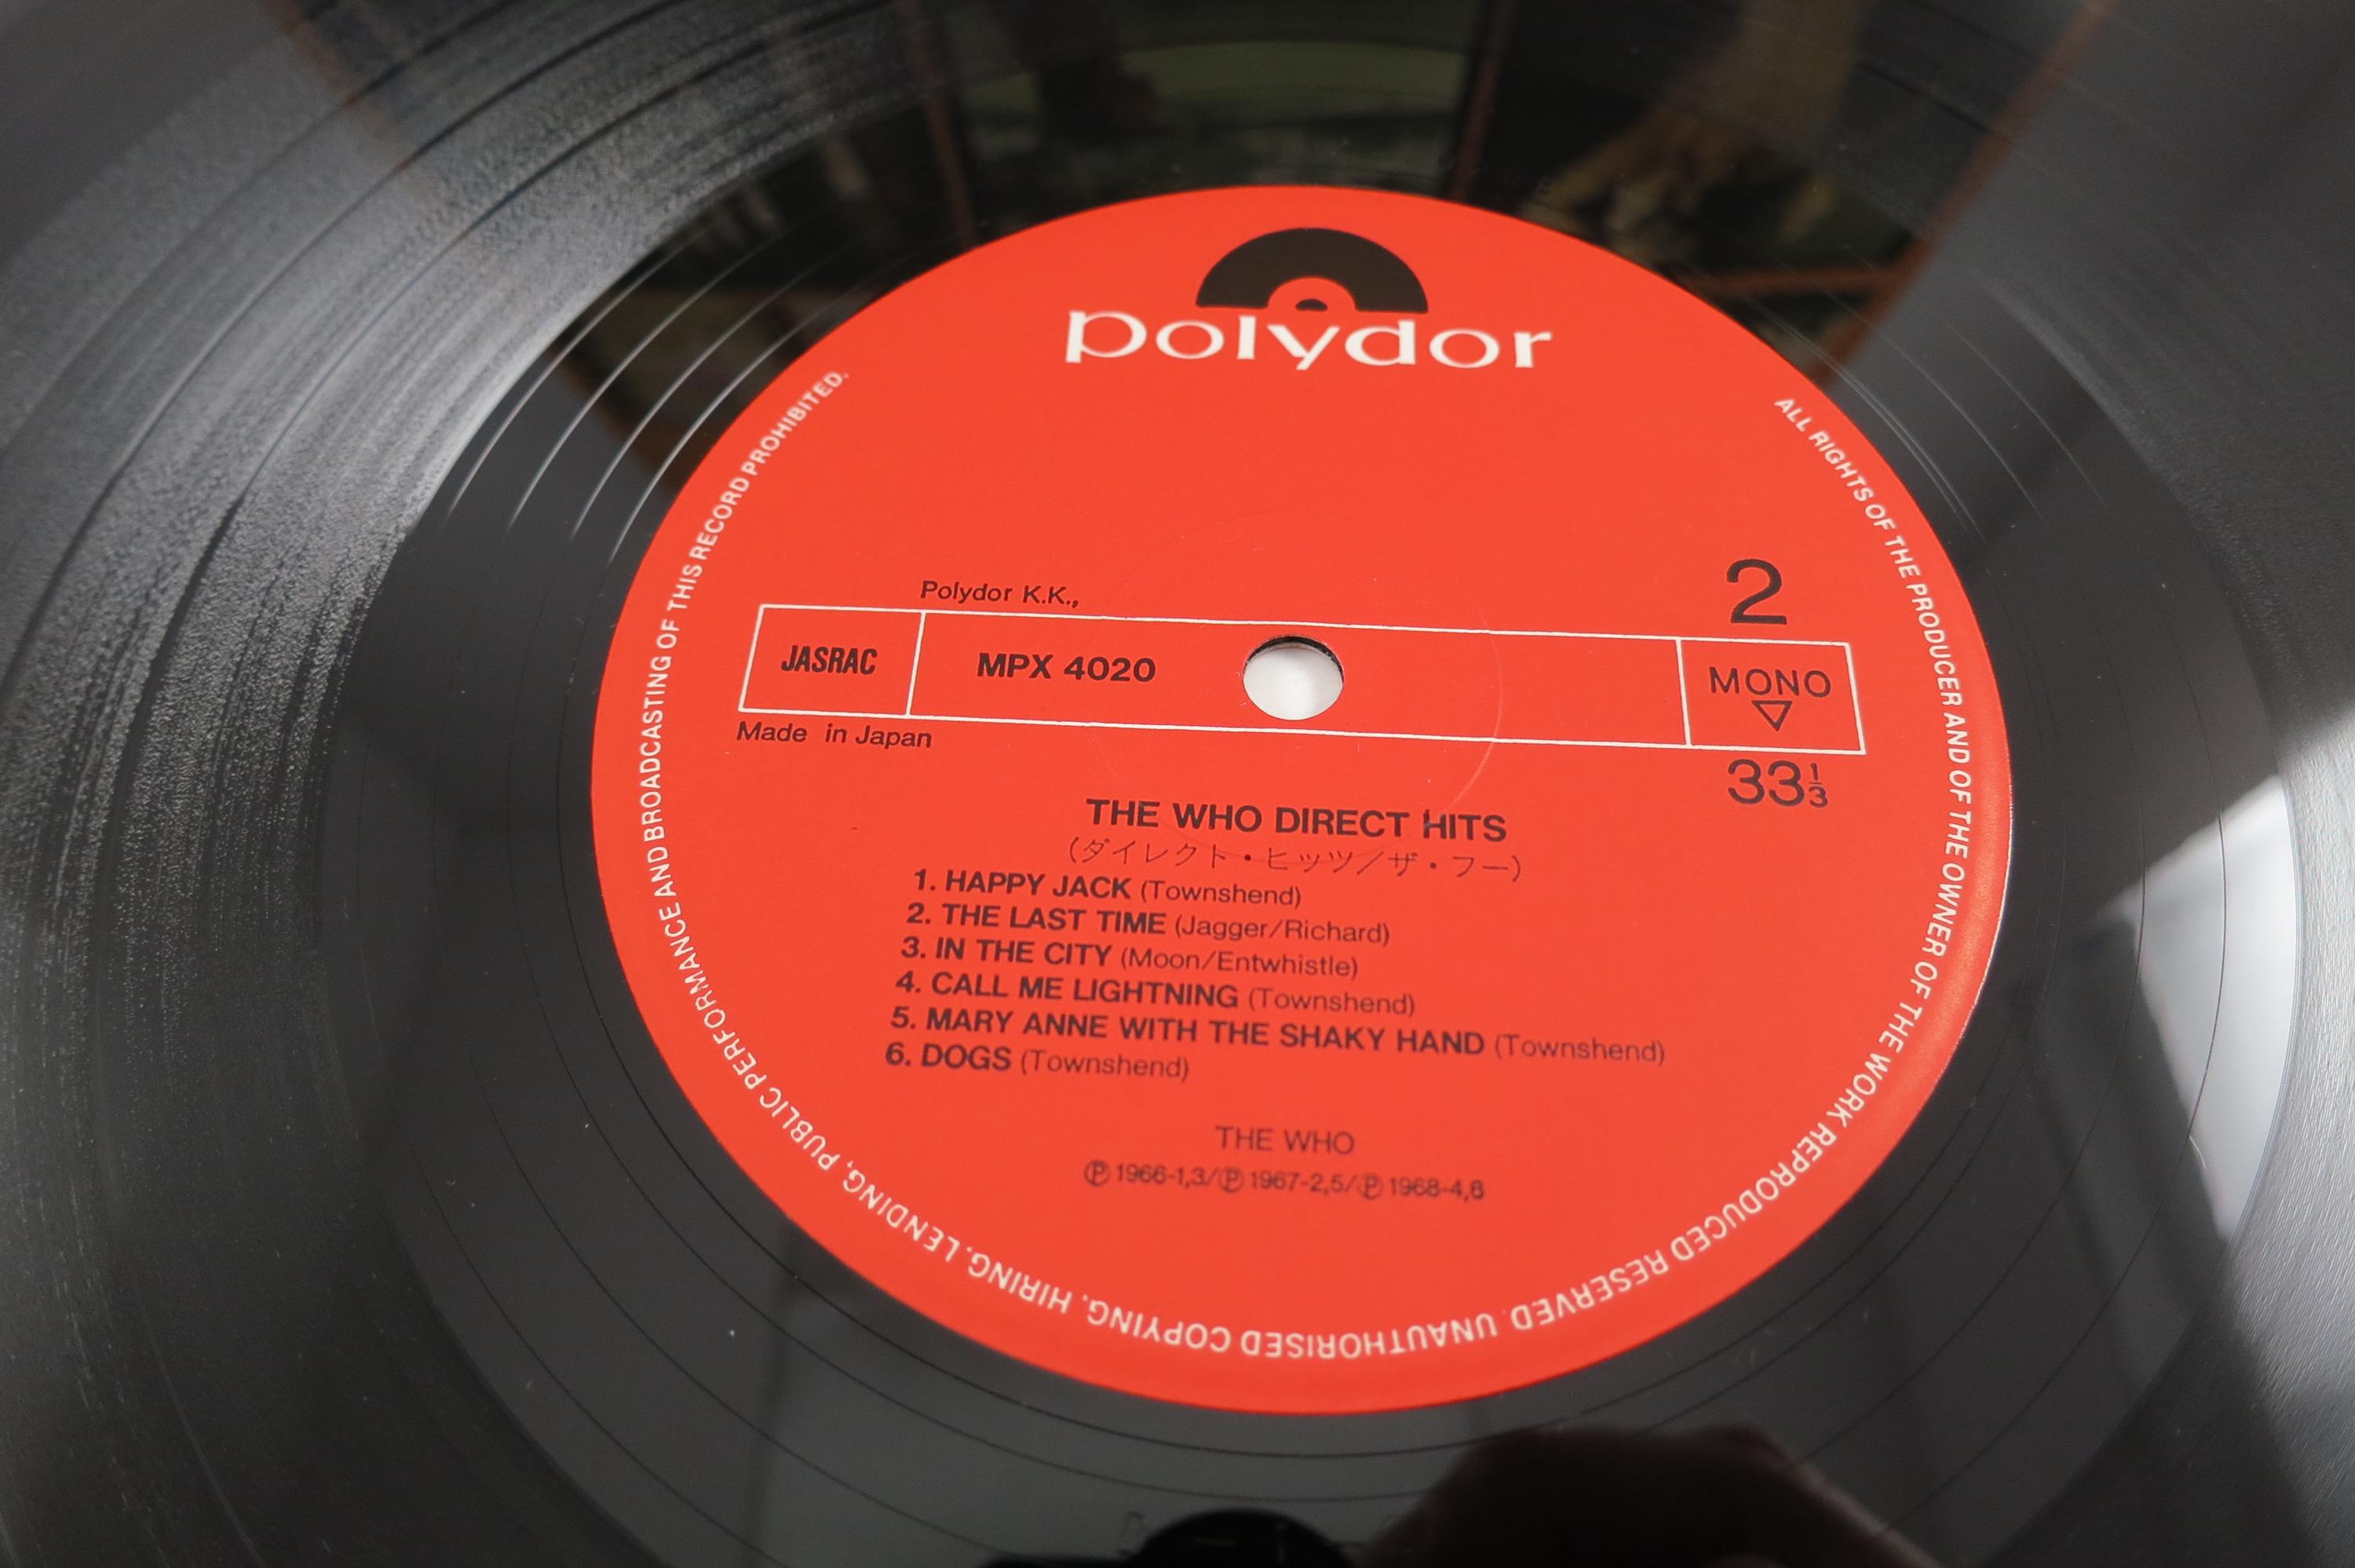 polydor
ALL RIGHTS OF THE PRODUCER AND OF THE OWNER OF THE WORK REPRODUCED RESERVED. UNAUTHORISED COPYING, HIRING, LENDING, PUBLIC PERFORMANCE AND BROADCASTING OF THIS RECORD PROHIBITED.
2
Polydor K.K.,
JASRAC MPX 4020 MONO
Made in Japan
33⅓
THE WHO DIRECT HITS
(ダイレクト・ヒッツ/ザ・フー)
1. HAPPY JACK (Townshend)
2. THE LAST TIME (Jagger/Richard)
3. IN THE CITY (Moon/Entwhistle)
4. CALL ME LIGHTNING (Townshend)
5. MARY ANNE WITH THE SHAKY HAND (Townshend)
6. DOGS (Townshend)
THE WHO
Ⓟ1966-1,3/Ⓟ1967-2,5/Ⓟ1968-4,6